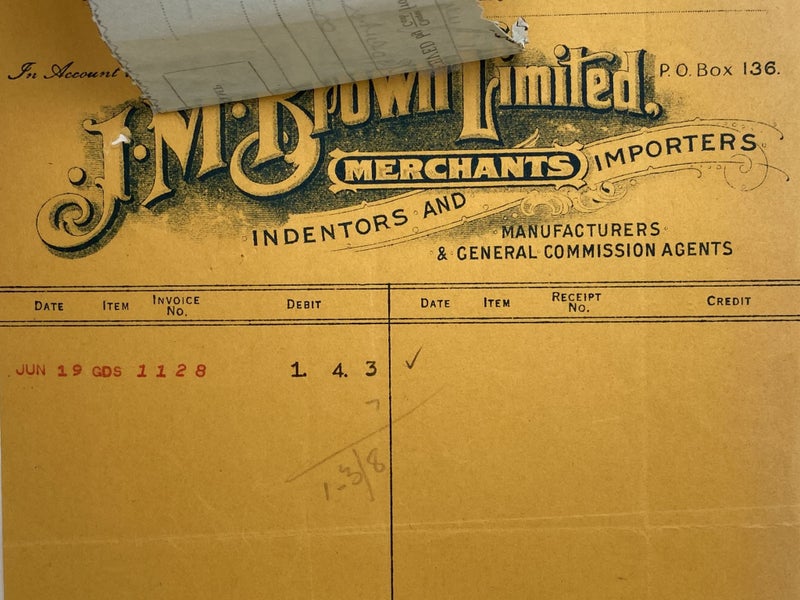 In Account
P.O. Box 136.
J.M. Brown Limited.
MERCHANTS
IMPORTERS
INDENTORS AND
MANUFACTURERS
& GENERAL COMMISSION AGENTS
DATE ITEM INVOICE No. DEBIT DATE ITEM RECEIPT No. CREDIT
JUN 19 GDS 1128 1. 4. 3 ✓
7
1-3/8